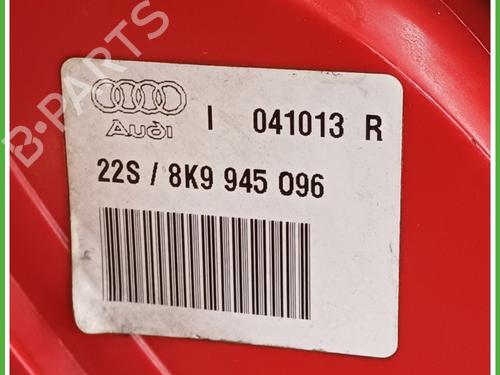 B-PARTS
Audi
I 041013 R
22S / 8K9 945 096